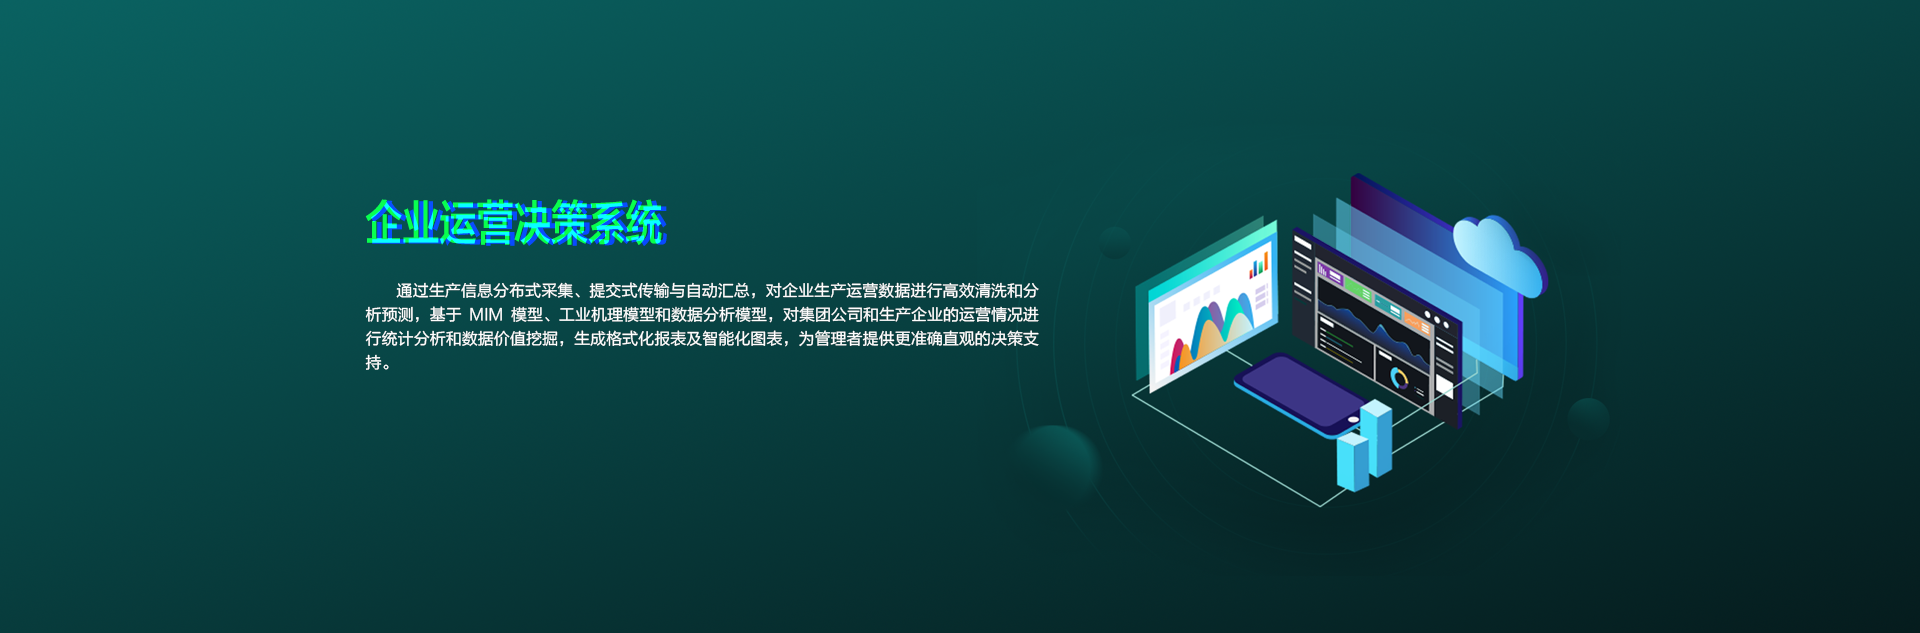 企业运营决策系统
通过生产信息分布式采集、提交式传输与自动汇总，对企业生产运营数据进行高效清洗和分
析预测，基于 MIM 模型、工业机理模型和数据分析模型，对集团公司和生产企业的运营情况进
行统计分析和数据价值挖掘，生成格式化报表及智能化图表，为管理者提供更准确直观的决策支
持。